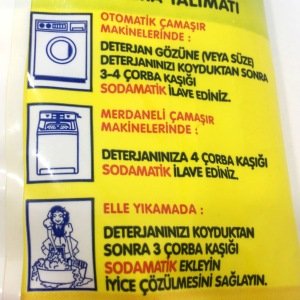 TALİMATI
OTOMATİK ÇAMAŞIR
MAKİNELERİNDE :
DETERJAN GÖZÜNE (VEYA SÜZE)
DETERJANINIZI KOYDUKTAN SONRA
3-4 ÇORBA KAŞIĞI
SODAMATİK İLAVE EDİNİZ.
MERDANELİ ÇAMAŞIR
MAKİNELERİNDE :
DETERJANINIZA 4 ÇORBA KAŞIĞI
SODAMATİK İLAVE EDİNİZ..
ELLE YIKAMADA :
DETERJANINIZI KOYDUKTAN
SONRA 3 ÇORBA KAŞIĞI
SODAMATİK EKLEYİN
İYİCE ÇÖZÜLMESİNİ SAĞLAYIN.